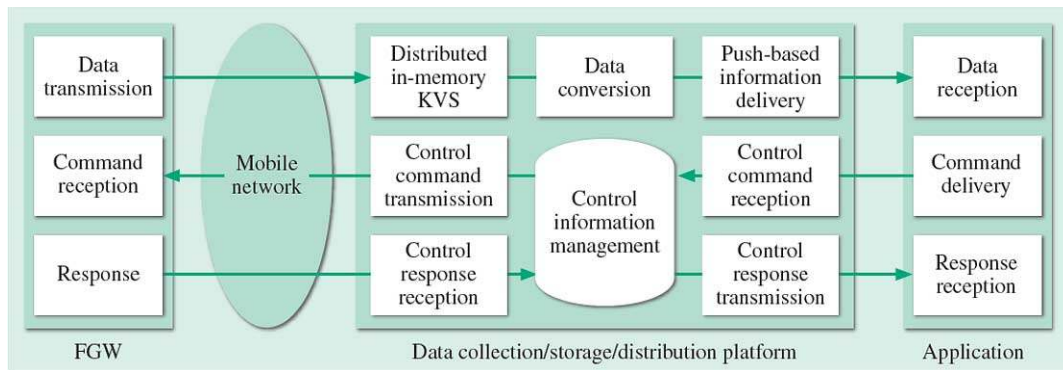 Data
transmission
Distributed
in-memory
KVS
Data
conversion
Push-based
information
delivery
Data
reception
Command
reception
Mobile
network
Control
command
transmission
Control
information
management
Control
command
reception
Command
delivery
Response
Control
response
reception
Control
response
transmission
Response
reception
FGW
Data collection/storage/distribution platform
Application